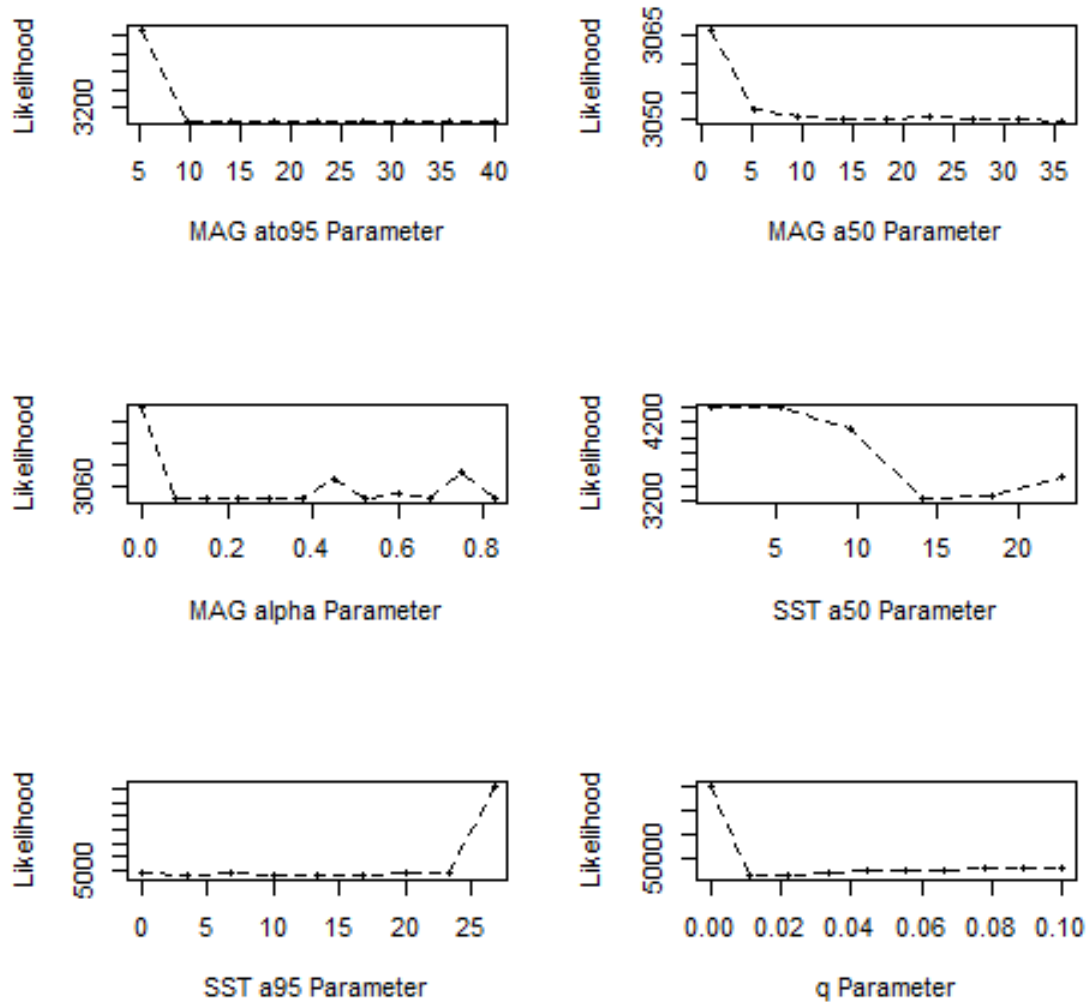 Likelihood
3200
5 10 15 20 25 30 35 40
MAG ato95 Parameter
Likelihood
3050 3065
0 5 10 15 20 25 30 35
MAG a50 Parameter
Likelihood
3060
0.0 0.2 0.4 0.6 0.8
MAG alpha Parameter
Likelihood
3200 4200
5 10 15 20
SST a50 Parameter
Likelihood
5000
0 5 10 15 20 25
SST a95 Parameter
Likelihood
50000
0.00 0.02 0.04 0.06 0.08 0.10
q Parameter